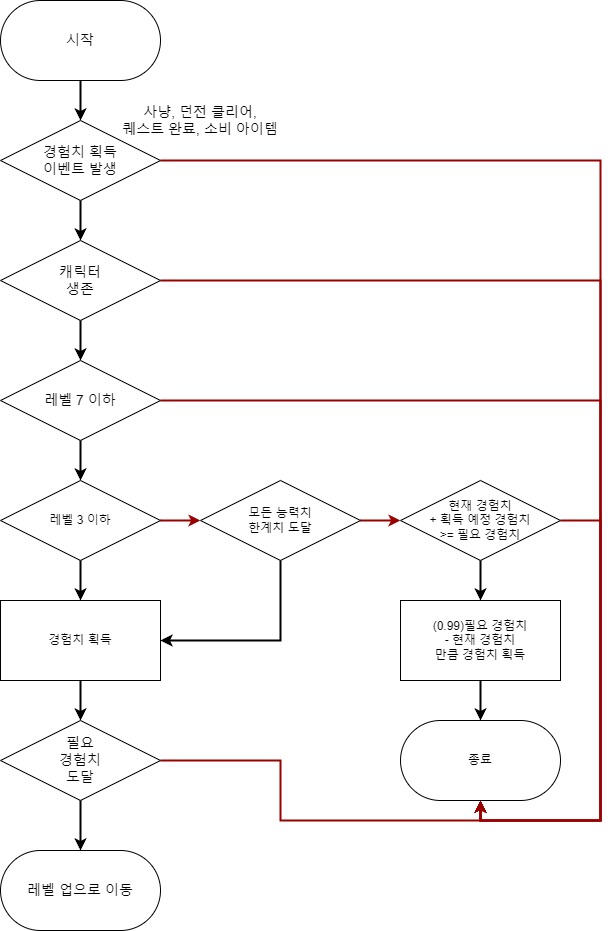 시작
사냥, 던전 클리어,
퀘스트 완료, 소비 아이템
경험치 획득
이벤트 발생
캐릭터
생존
레벨 7 이하
레벨 3 이하
모든 능력치
한계치 도달
현재 경험치
+ 획득 예정 경험치
>= 필요 경험치
경험치 획득
(0.99)필요 경험치
- 현재 경험치
만큼 경험치 획득
필요
경험치
도달
종료
레벨 업으로 이동